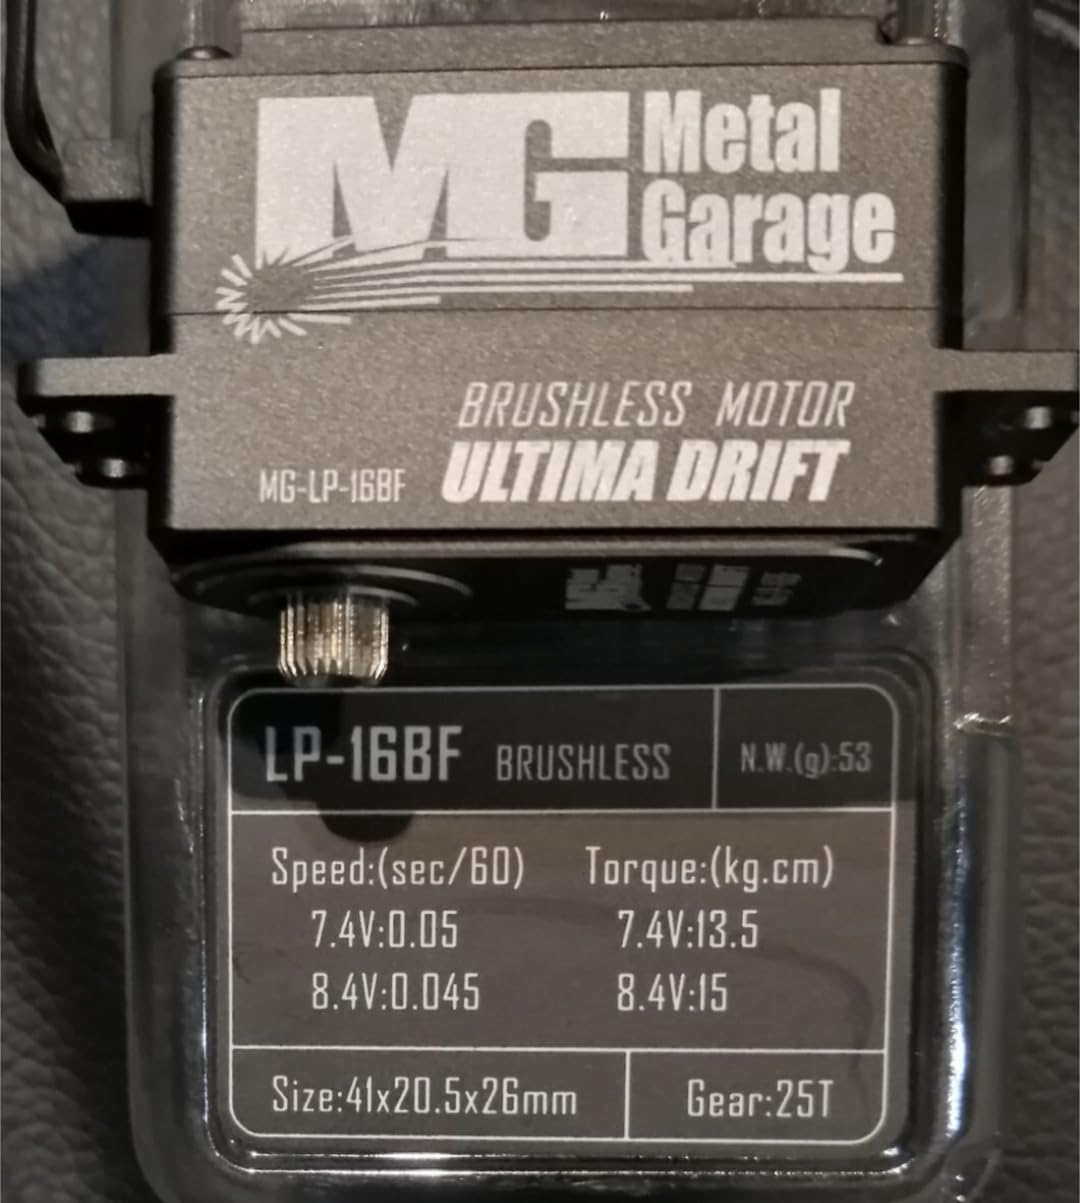 MG Metal
Garage
BRUSHLESS MOTOR
MG-LP-16BF ULTIMA DRIFT
LP-16BF BRUSHLESS N.W.(g):53
Speed:(sec/60) Torque:(kg.cm)
7.4V:0.05 7.4V:13.5
8.4V:0.045 8.4V:15
Size:41x20.5x26mm Gear:25T